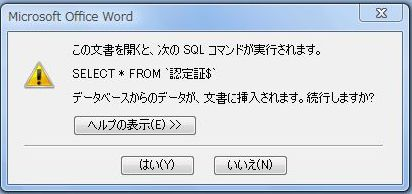 Microsoft Office Word
この文書を開くと、次の SQL コマンドが実行されます。
SELECT * FROM `認定証$`
データベースからのデータが、文書に挿入されます。続行しますか?
ヘルプの表示(E) >>
はい(Y)
いいえ(N)